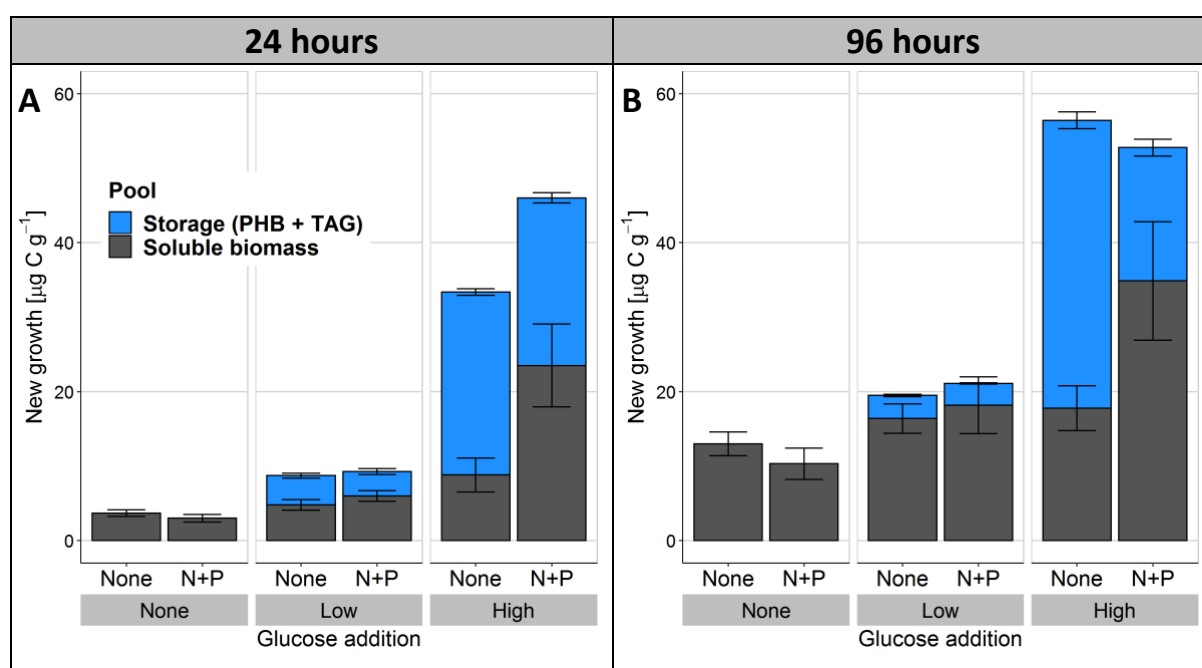 24 hours
96 hours
A
60
40
20
0
New growth [µg C g⁻¹]
Pool
Storage (PHB + TAG)
Soluble biomass
None N+P None N+P None N+P
None Low High
Glucose addition
B
60
40
20
0
New growth [µg C g⁻¹]
None N+P None N+P None N+P
None Low High
Glucose addition